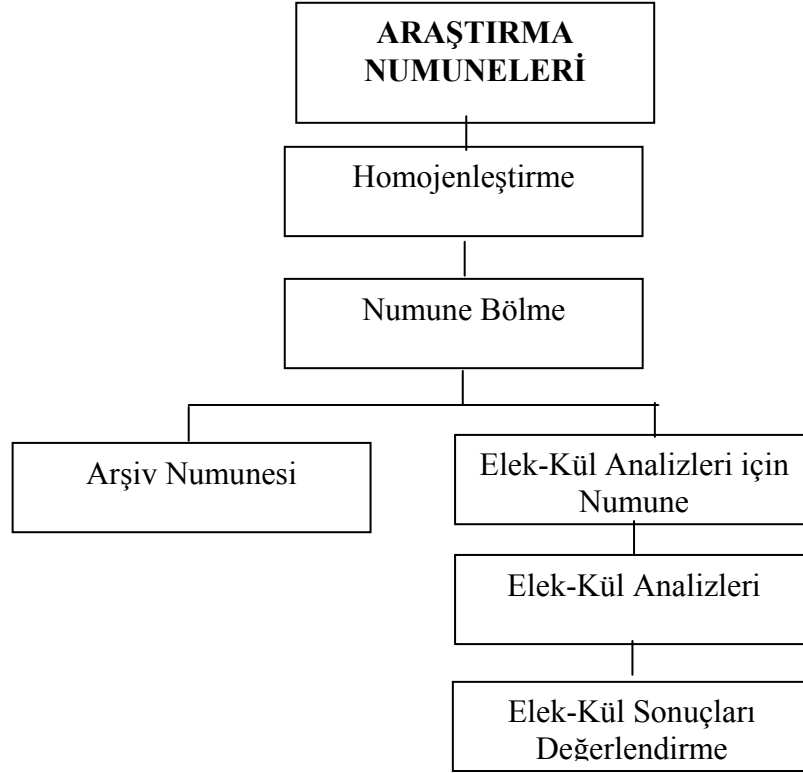 ARAŞTIRMA
NUMUNELERİ
Homojenleştirme
Numune Bölme
Arşiv Numunesi
Elek-Kül Analizleri için
Numune
Elek-Kül Analizleri
Elek-Kül Sonuçları
Değerlendirme